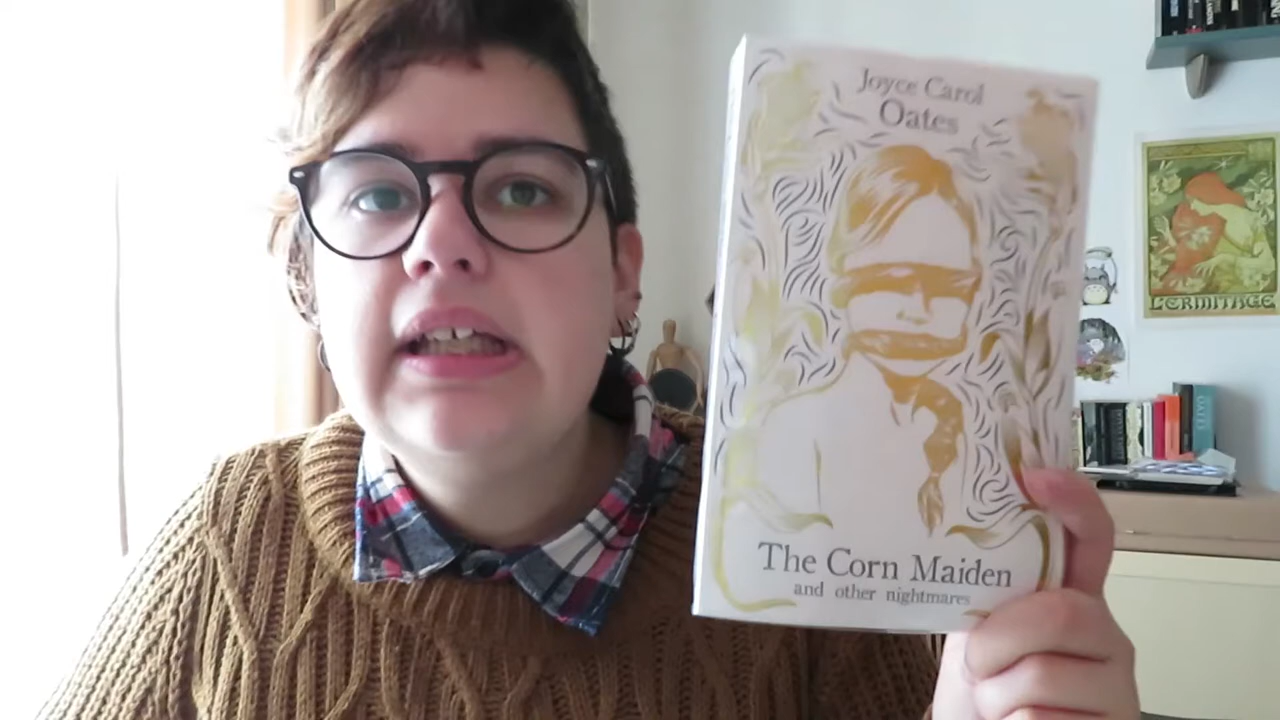 Joyce Carol
Oates
The Corn Maiden
and other nightmares
L'ERMITAGE